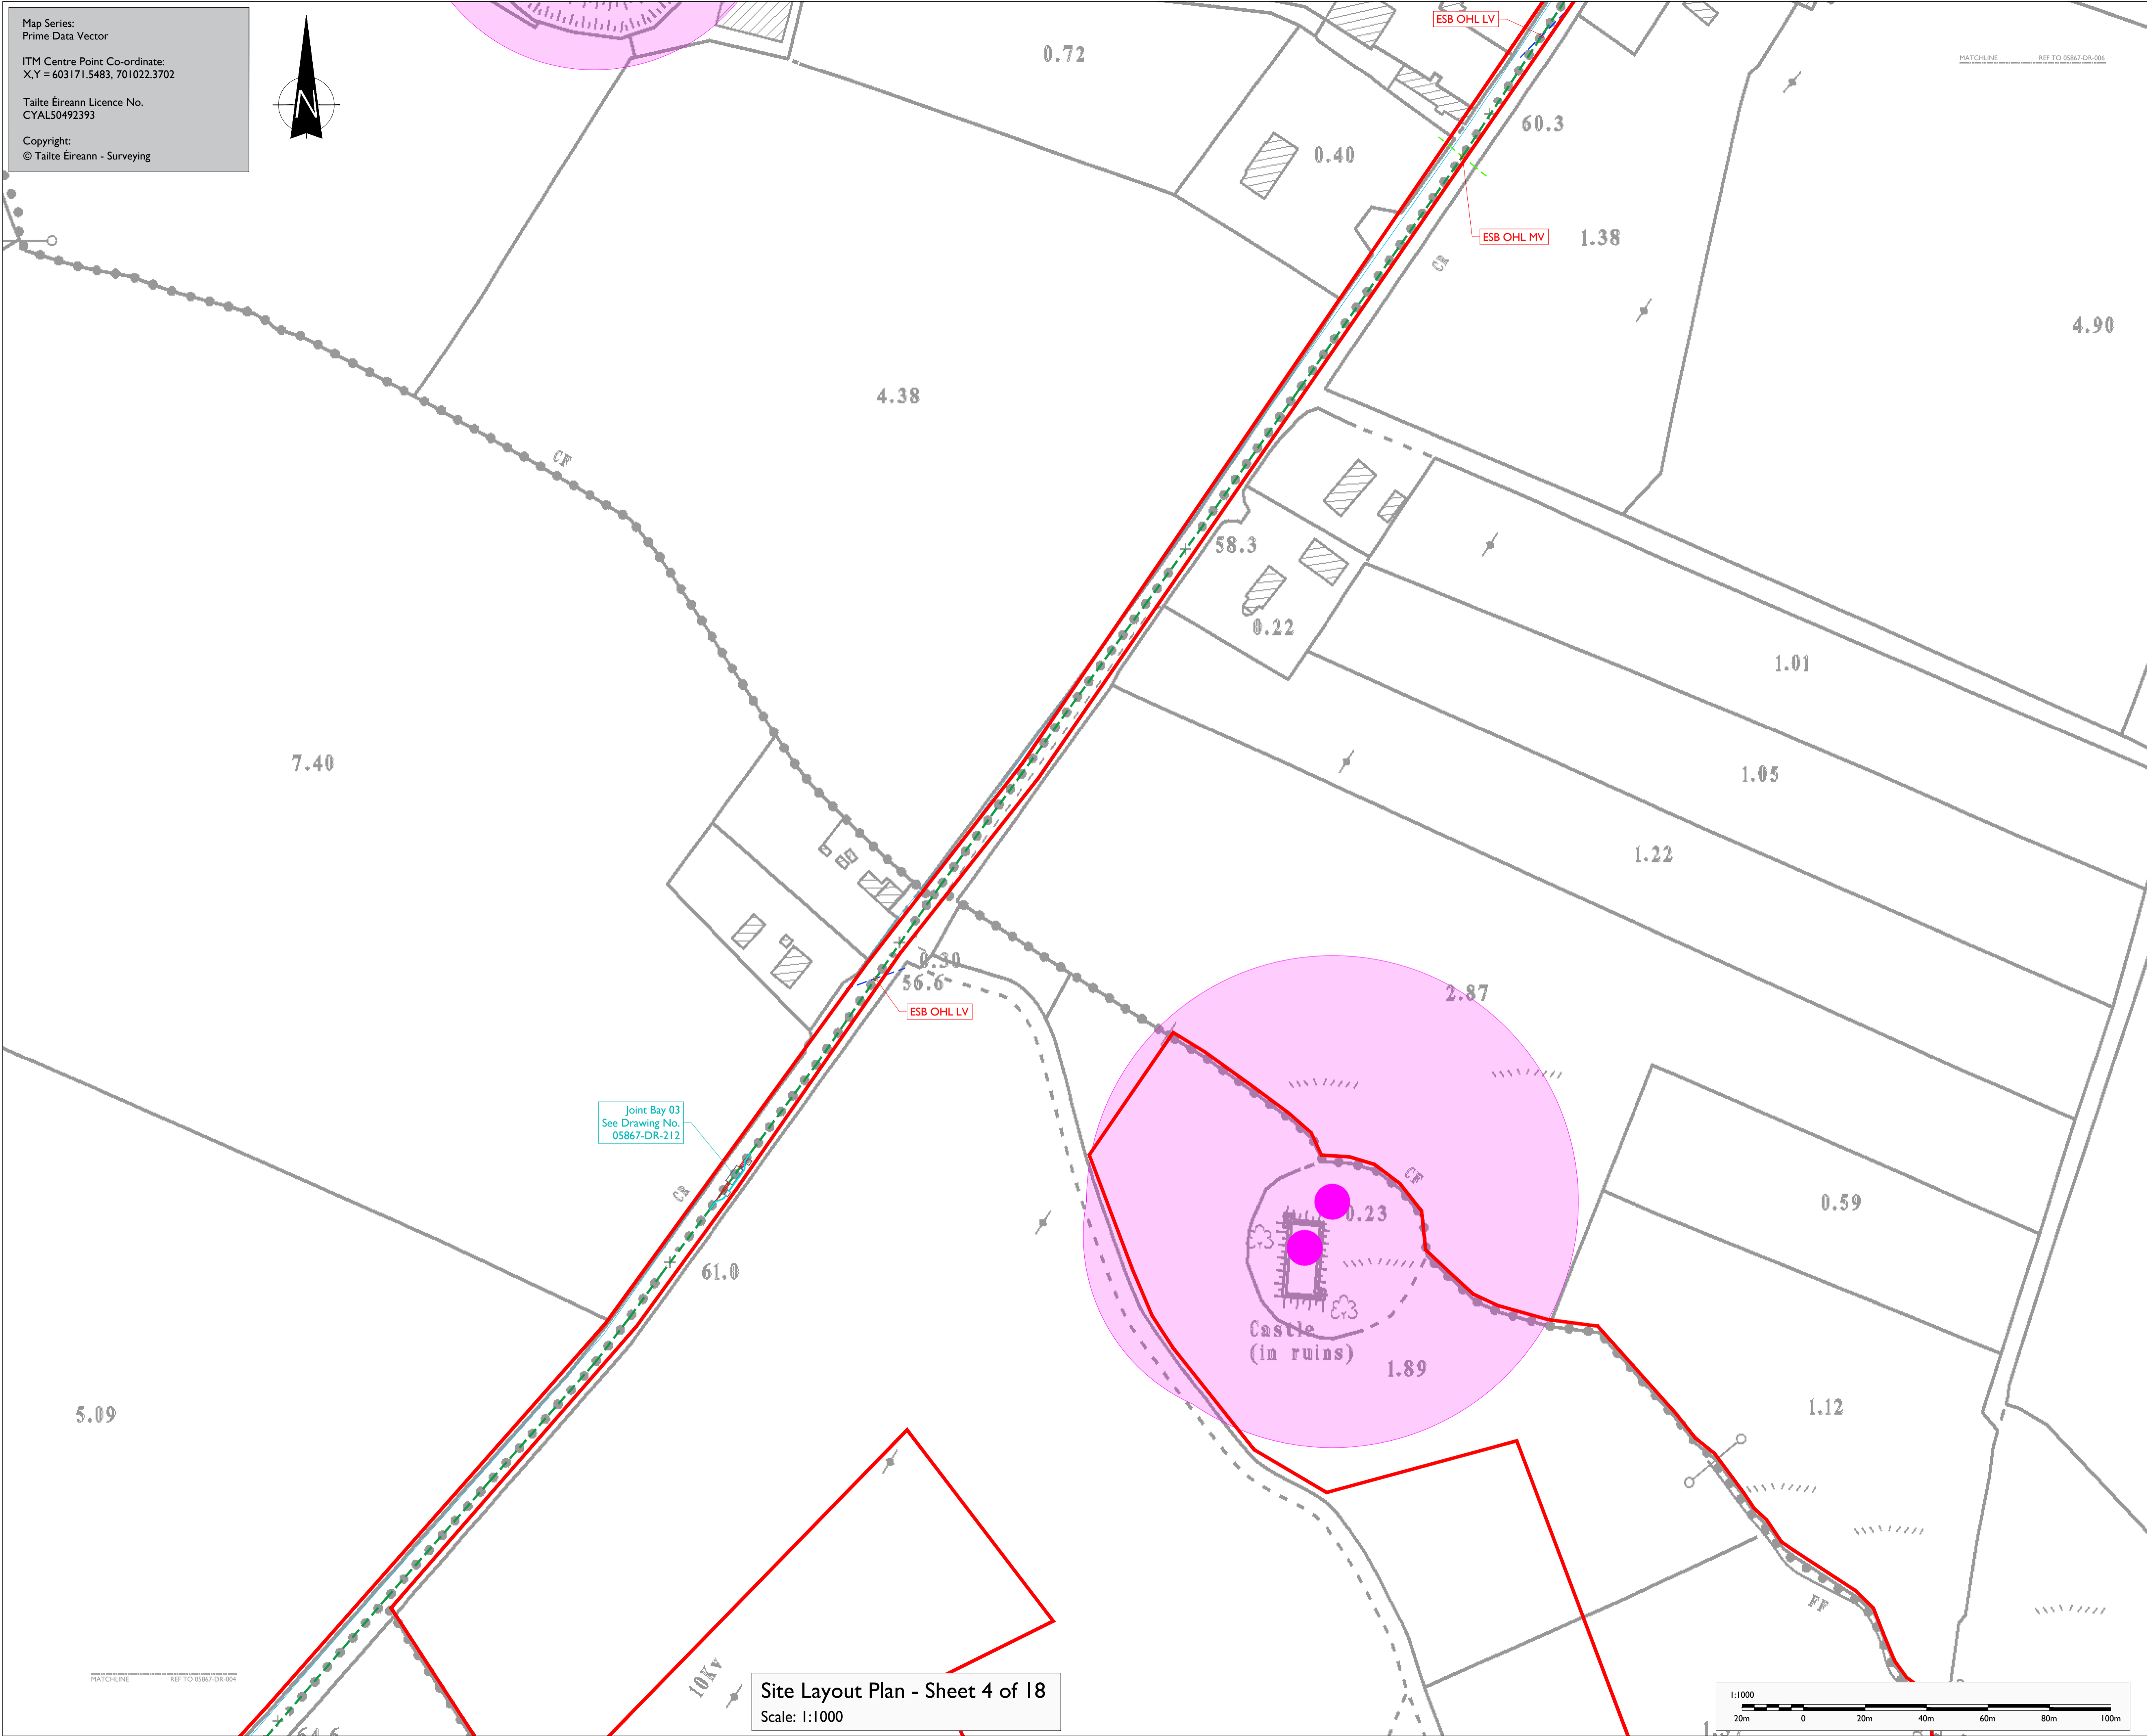 Map Series:
Prime Data Vector
ITM Centre Point Co-ordinate:
X,Y = 603171.5483, 701022.3702
Tailte Éireann Licence No.
CYAL50492393
Copyright:
© Tailte Éireann - Surveying
N
ESB OHL LV
MATCHLINE REF TO 05867-DR-006
0.72
60.3
0.40
ESB OHL MV
1.38
CR
4.90
4.38
CF
58.3
0.22
1.01
7.40
1.05
1.22
0.30
56.6
2.87
ESB OHL LV
Joint Bay 03
See Drawing No.
05867-DR-212
CR
CF
0.23
0.59
61.0
Castle
(in ruins)
1.89
5.09
1.12
FF
MATCHLINE REF TO 05867-DR-004
10Kv
Site Layout Plan - Sheet 4 of 18
Scale: 1:1000
1:1000
20m 0 20m 40m 60m 80m 100m